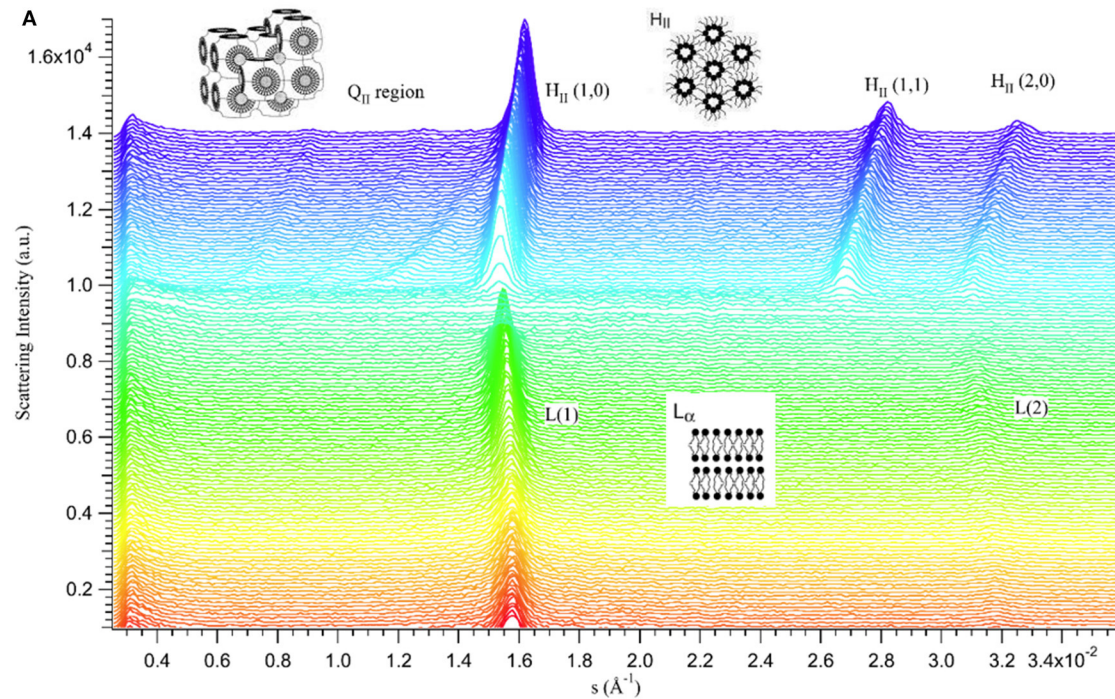 A
H_II
1.6x10⁴
Q_II region
H_II (1,0)
H_II (1,1)
H_II (2,0)
1.4
1.2
1.0
0.8
0.6
0.4
0.2
Scattering Intensity (a.u.)
L(1)
Lα
L(2)
0.4
0.6
0.8
1.0
1.2
1.4
1.6
1.8
2.0
2.2
2.4
2.6
2.8
3.0
3.2
3.4x10⁻²
s (Å⁻¹)